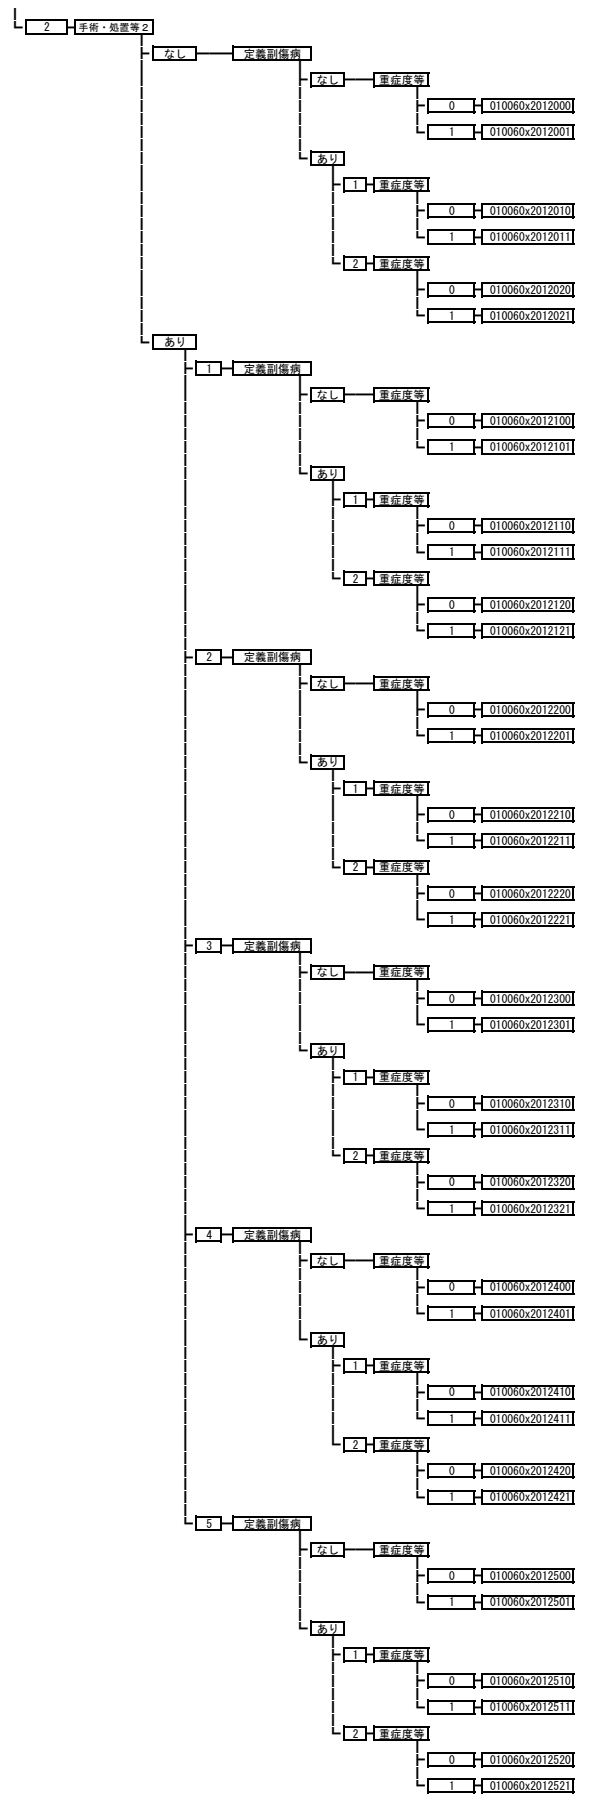 2 手術・処置等２
なし 定義副傷病
なし 重症度等
0 010060x2012000
1 010060x2012001
あり
1 重症度等
0 010060x2012010
1 010060x2012011
2 重症度等
0 010060x2012020
1 010060x2012021
あり
1 定義副傷病
なし 重症度等
0 010060x2012100
1 010060x2012101
あり
1 重症度等
0 010060x2012110
1 010060x2012111
2 重症度等
0 010060x2012120
1 010060x2012121
2 定義副傷病
なし 重症度等
0 010060x2012200
1 010060x2012201
あり
1 重症度等
0 010060x2012210
1 010060x2012211
2 重症度等
0 010060x2012220
1 010060x2012221
3 定義副傷病
なし 重症度等
0 010060x2012300
1 010060x2012301
あり
1 重症度等
0 010060x2012310
1 010060x2012311
2 重症度等
0 010060x2012320
1 010060x2012321
4 定義副傷病
なし 重症度等
0 010060x2012400
1 010060x2012401
あり
1 重症度等
0 010060x2012410
1 010060x2012411
2 重症度等
0 010060x2012420
1 010060x2012421
5 定義副傷病
なし 重症度等
0 010060x2012500
1 010060x2012501
あり
1 重症度等
0 010060x2012510
1 010060x2012511
2 重症度等
0 010060x2012520
1 010060x2012521